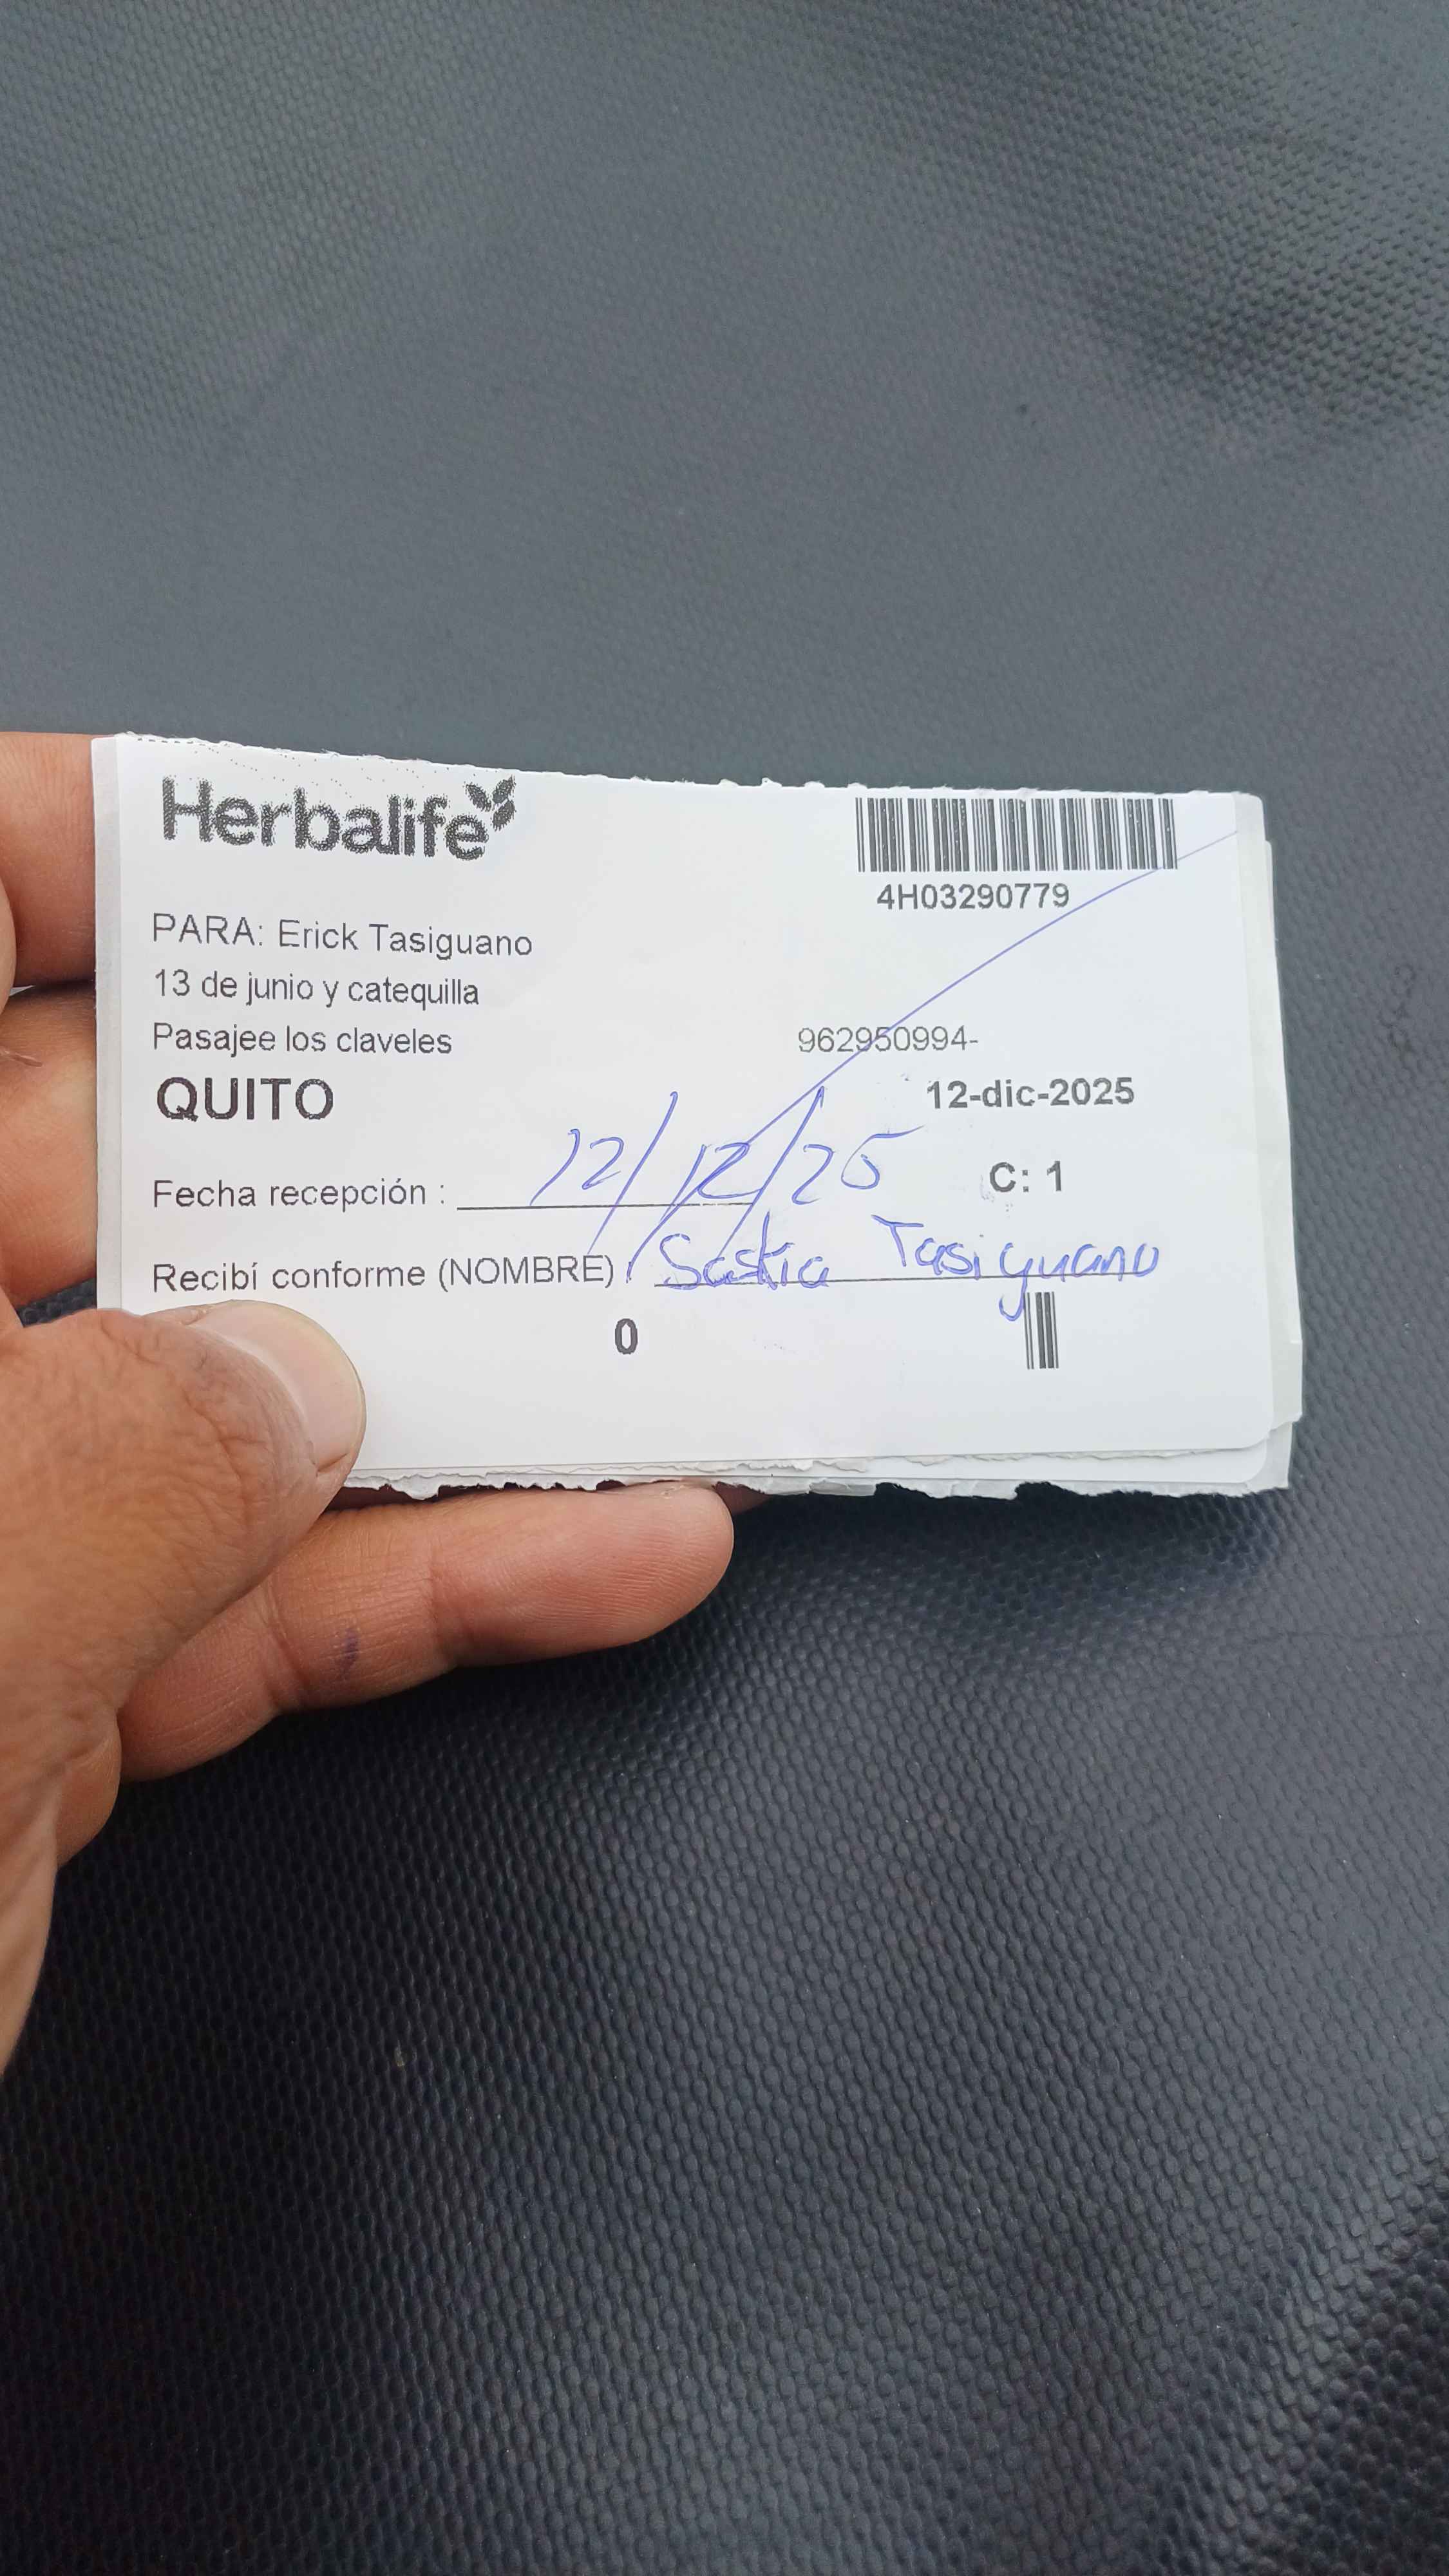 Herbalife
4H03290779
PARA: Erick Tasiguano
13 de junio y catequilla
Pasajee los claveles 962950994-
QUITO 12-dic-2025
Fecha recepción : 12/12/25 C: 1
Recibí conforme (NOMBRE) : Saskia Tasiguano
0